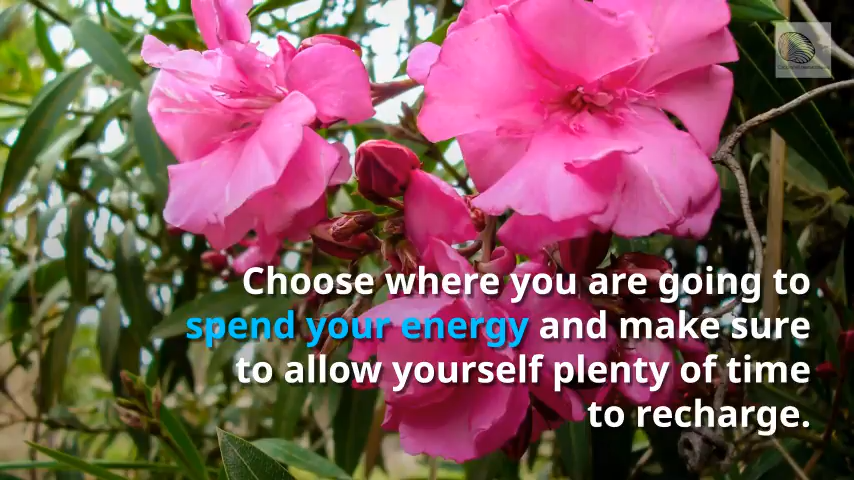 Choose where you are going to
spend your energy and make sure
to allow yourself plenty of time
to recharge.